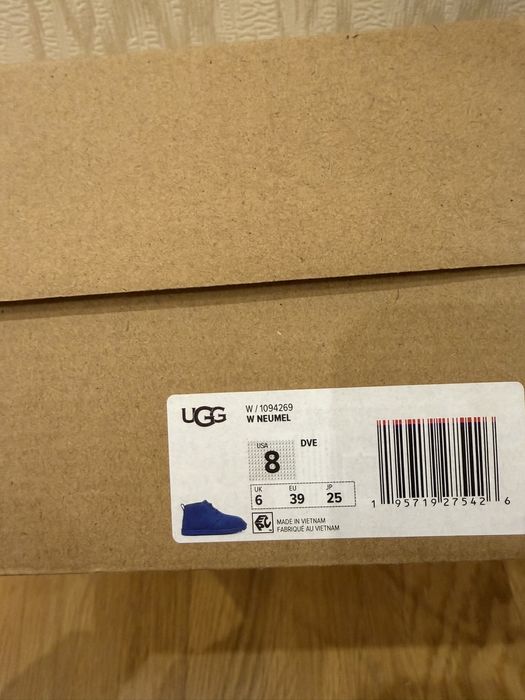 UGG
W / 1094269
W NEUMEL
USA
8
DVE
UK EU JP
6 39 25
MADE IN VIETNAM
FABRIQUÉ AU VIETNAM
1 95719 27542 6